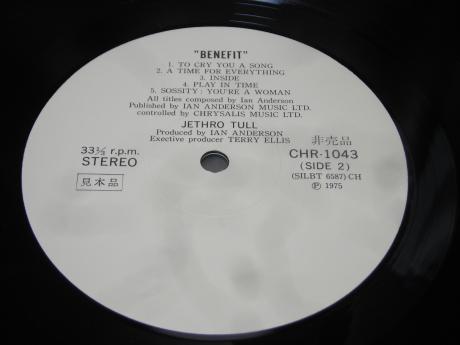 "BENEFIT"
1. TO CRY YOU A SONG
2. A TIME FOR EVERYTHING
3. INSIDE
4. PLAY IN TIME
5. SOSSITY : YOU'RE A WOMAN
All titles composed by Ian Anderson
Published by IAN ANDERSON MUSIC LTD.
controlled by CHRYSALIS MUSIC LTD.
JETHRO TULL
Produced by IAN ANDERSON
Exective producer TERRY ELLIS
33⅓ r.p.m.
STEREO
見本品
非売品
CHR-1043
(SIDE 2)
(SILBT 6587) CH
Ⓟ 1975